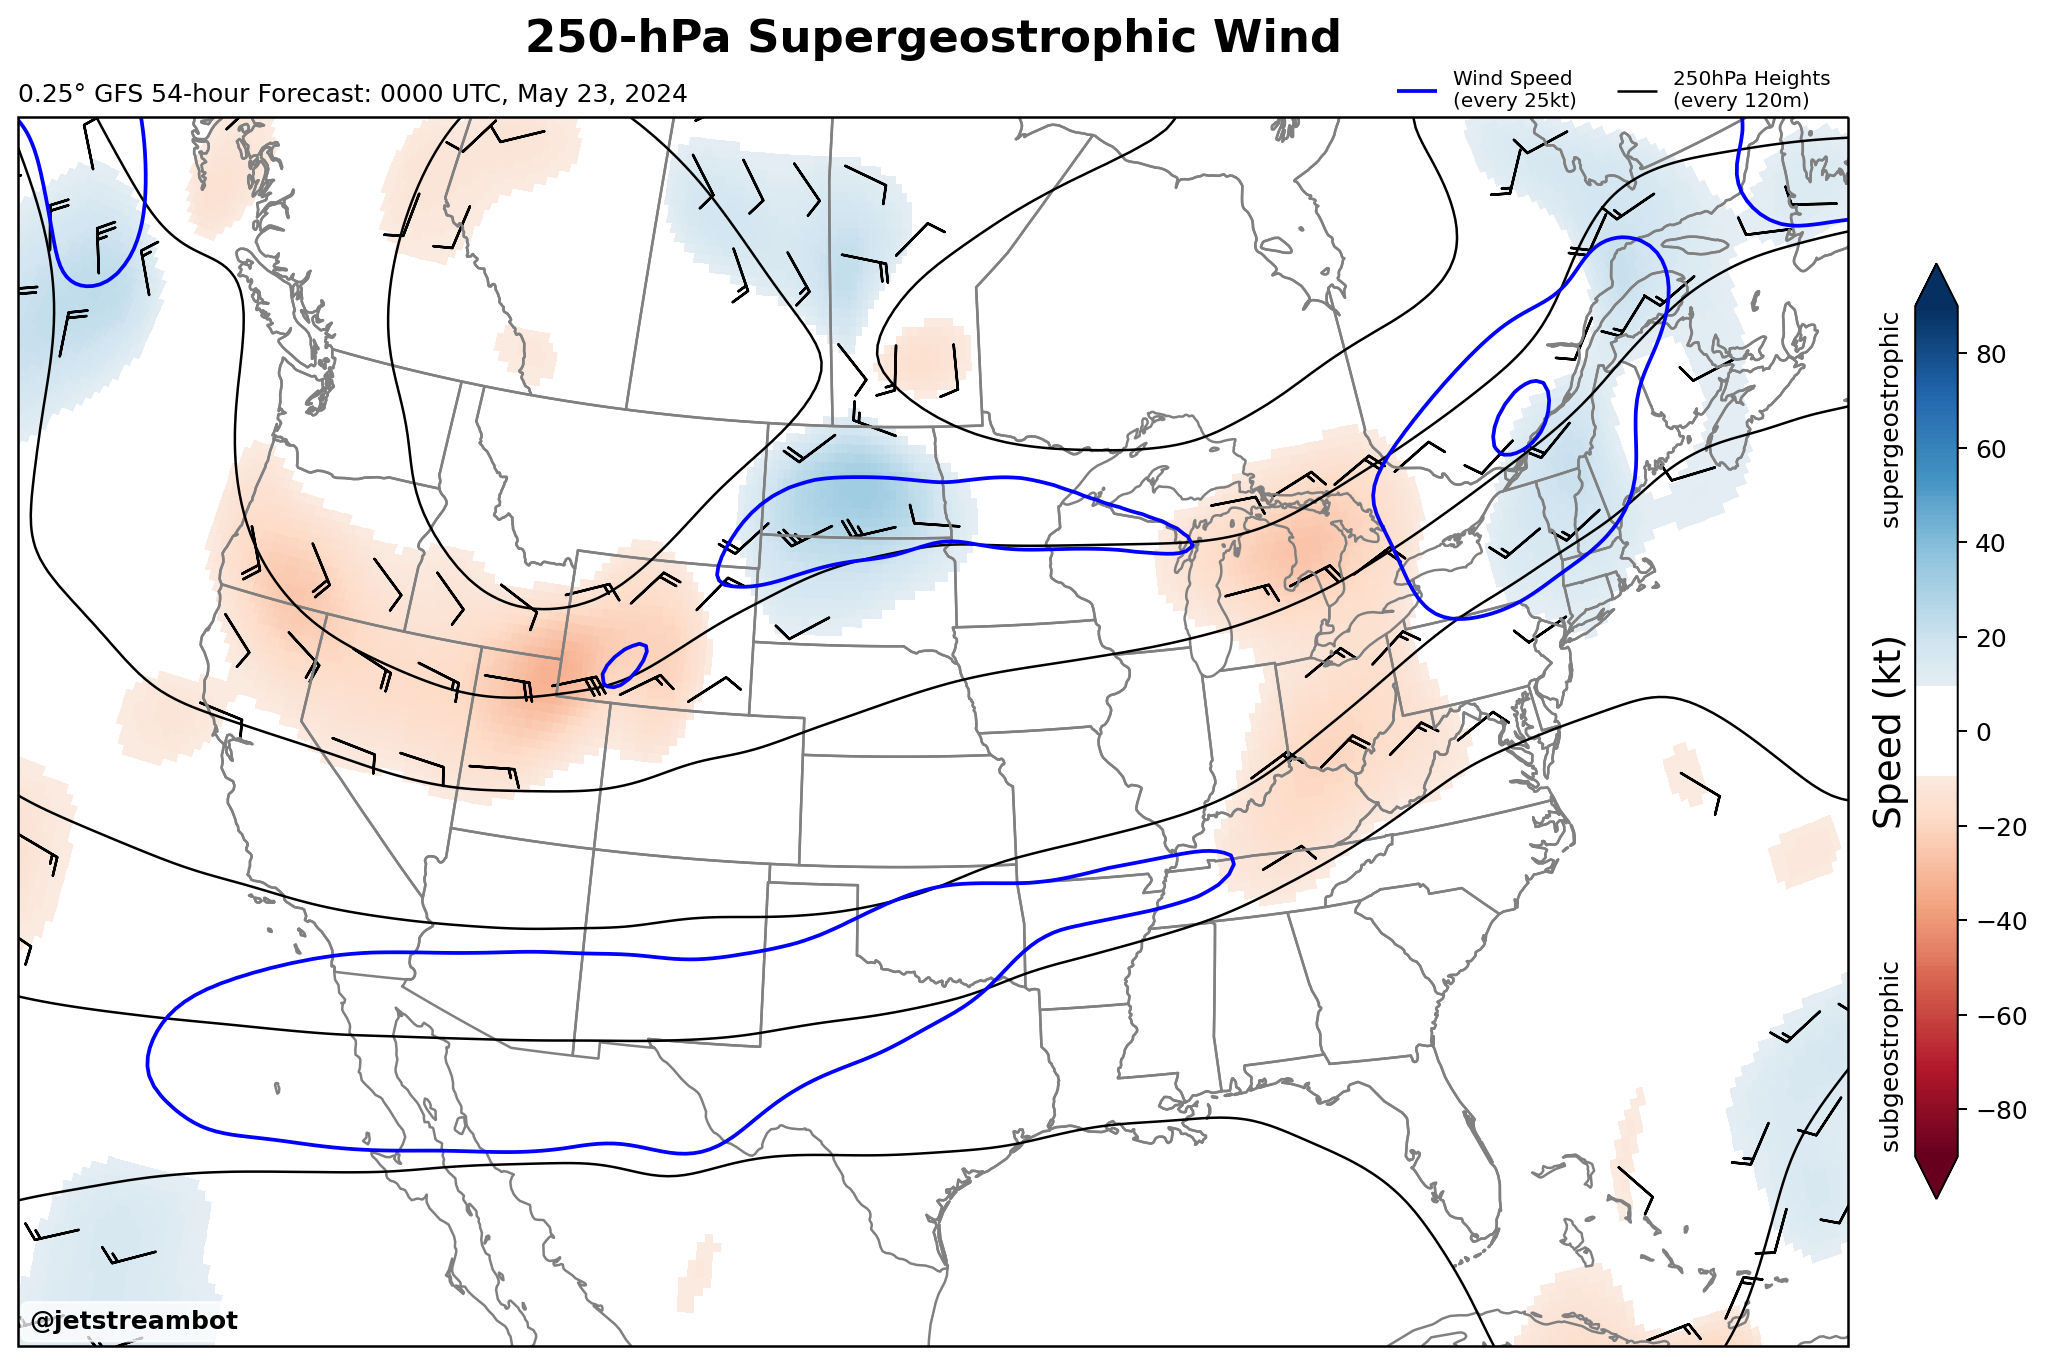 250-hPa Supergeostrophic Wind
0.25° GFS 54-hour Forecast: 0000 UTC, May 23, 2024
Wind Speed
(every 25kt)
250hPa Heights
(every 120m)
supergeostrophic
subgeostrophic
Speed (kt)
80
60
40
20
0
−20
−40
−60
−80
@jetstreambot